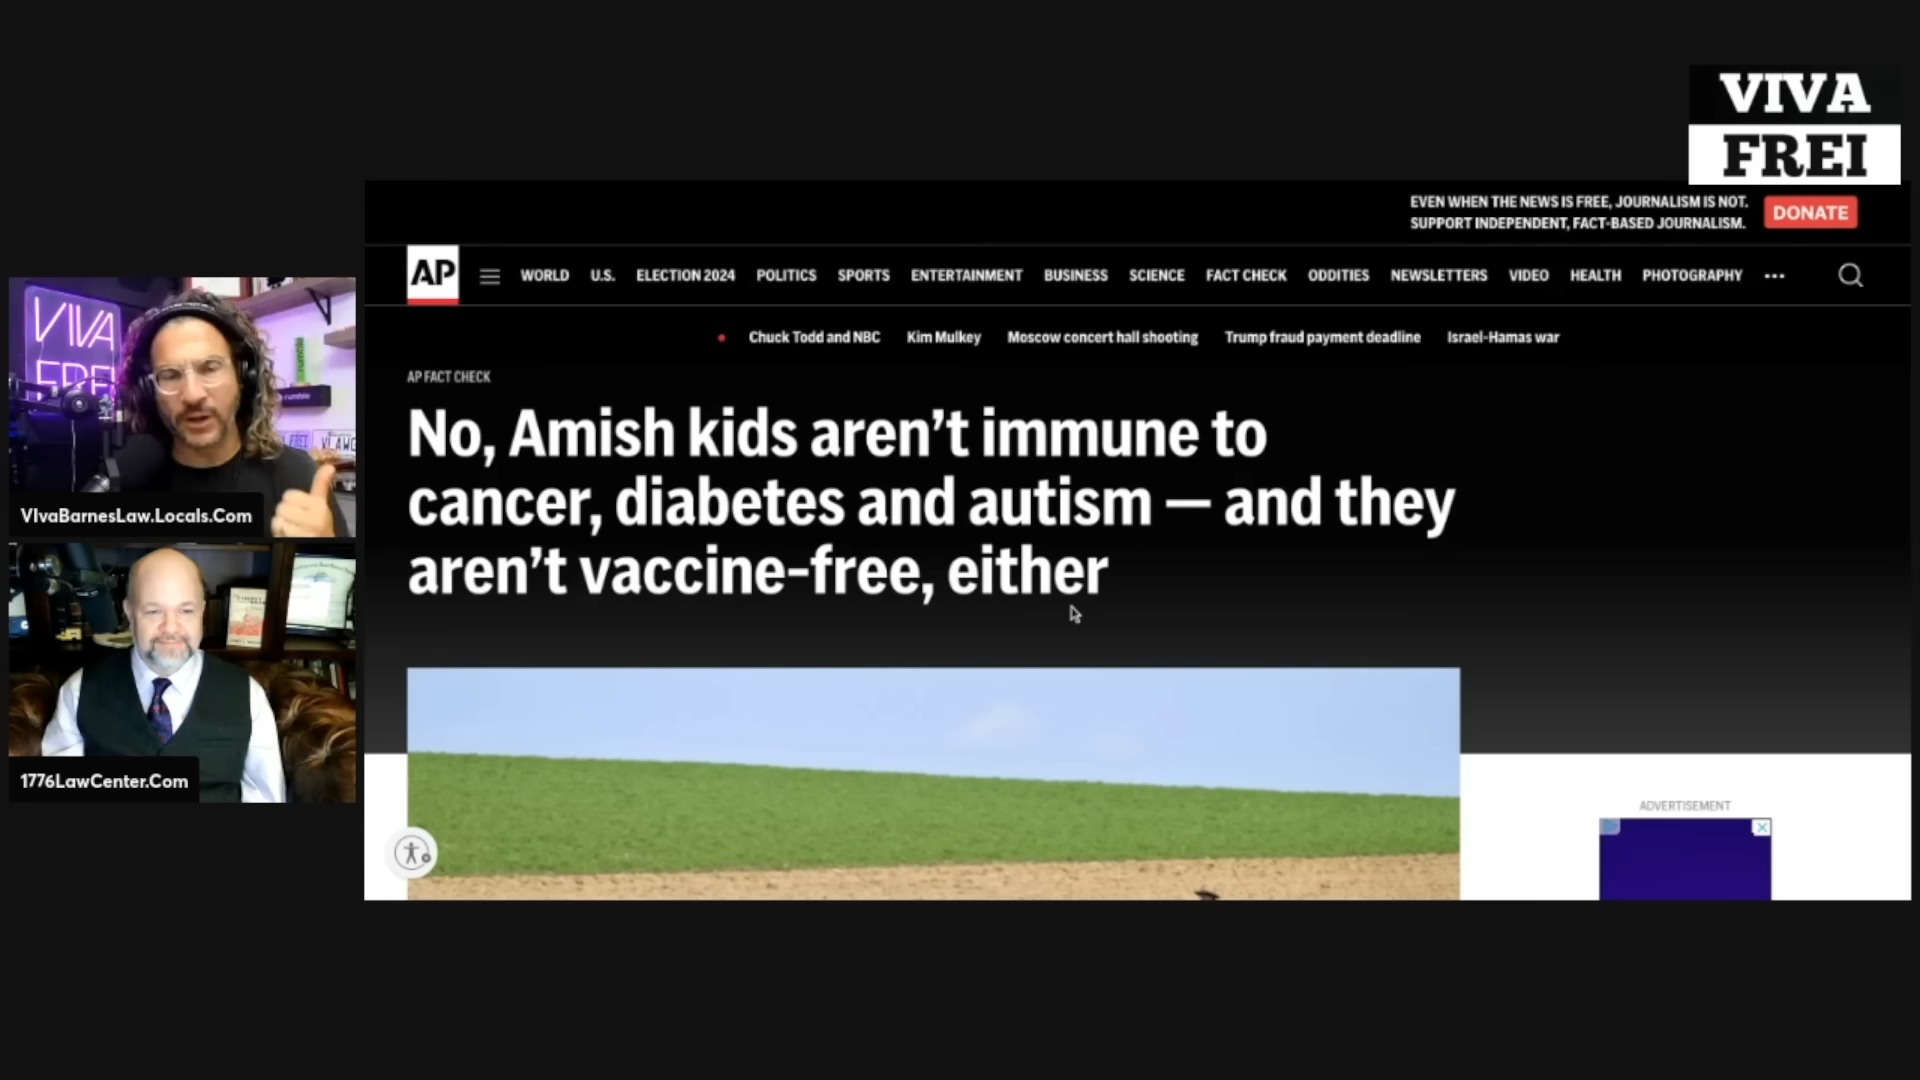 VIVA
FREI
EVEN WHEN THE NEWS IS FREE, JOURNALISM IS NOT.
SUPPORT INDEPENDENT, FACT-BASED JOURNALISM.
DONATE
AP
WORLD U.S. ELECTION 2024 POLITICS SPORTS ENTERTAINMENT BUSINESS SCIENCE FACT CHECK ODDITIES NEWSLETTERS VIDEO HEALTH PHOTOGRAPHY
Chuck Todd and NBC Kim Mulkey Moscow concert hall shooting Trump fraud payment deadline Israel-Hamas war
AP FACT CHECK
No, Amish kids aren’t immune to
cancer, diabetes and autism — and they
aren’t vaccine-free, either
VIVA
FREI
rumble
VIvaBarnesLaw.Locals.Com
1776LawCenter.Com
ADVERTISEMENT